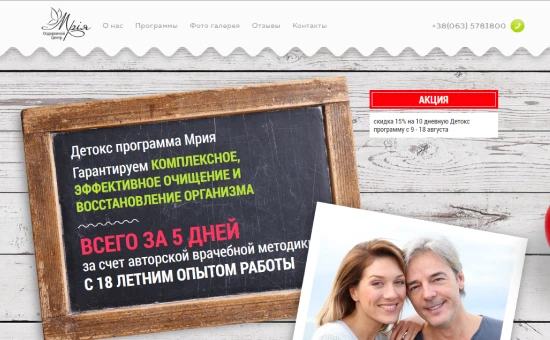 Мрія
Оздоровчий
Центр
О нас Программы Фото галерея Отзывы Контакты
+38(063) 5781800
АКЦИЯ
скидка 15% на 10 дневную Детокс
программу с 9 - 18 августа
Детокс программа Мрия
Гарантируем КОМПЛЕКСНОЕ,
ЭФФЕКТИВНОЕ ОЧИЩЕНИЕ И
ВОССТАНОВЛЕНИЕ ОРГАНИЗМА
ВСЕГО ЗА 5 ДНЕЙ
за счет авторской врачебной методики
С 18 ЛЕТНИМ ОПЫТОМ РАБОТЫ